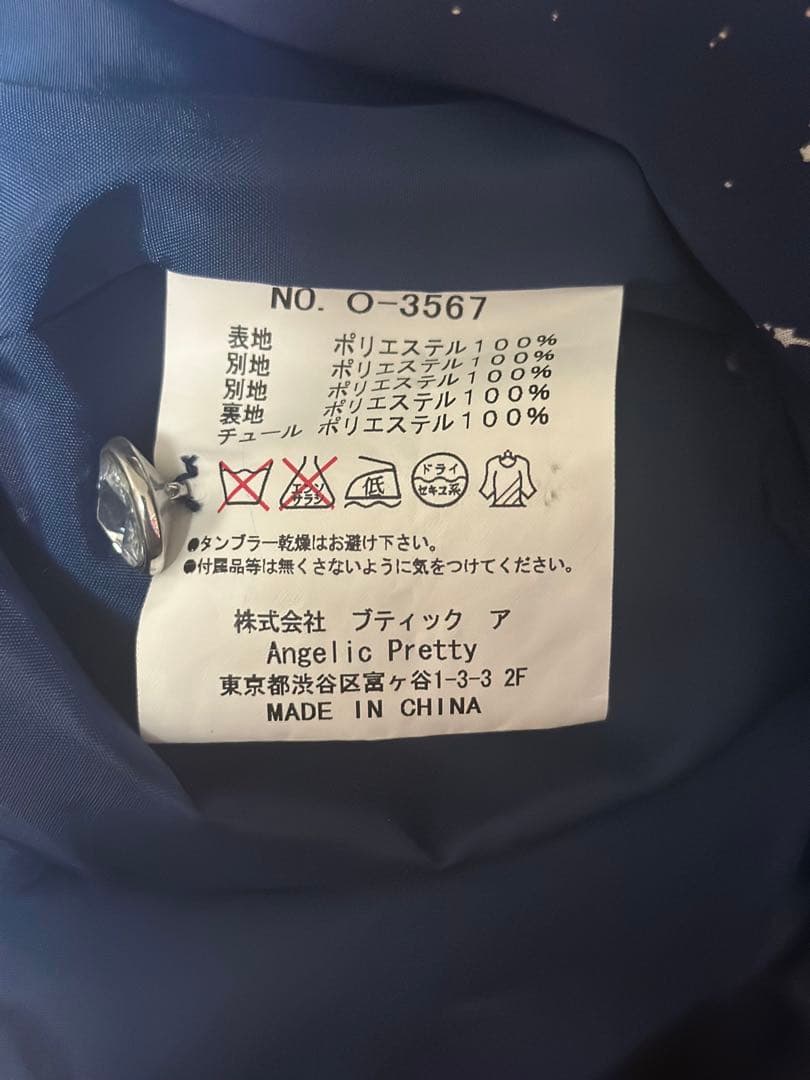 NO. O-3567
表地 ポリエステル100%
別地 ポリエステル100%
別地 ポリエステル100%
裏地 ポリエステル100%
チュール ポリエステル100%
エンソサラシ 低 ドライ セキユ系
●タンブラー乾燥はお避け下さい。
●付属品等は無くさないように気をつけてください。
株式会社 ブティック ア
Angelic Pretty
東京都渋谷区富ヶ谷1-3-3 2F
MADE IN CHINA